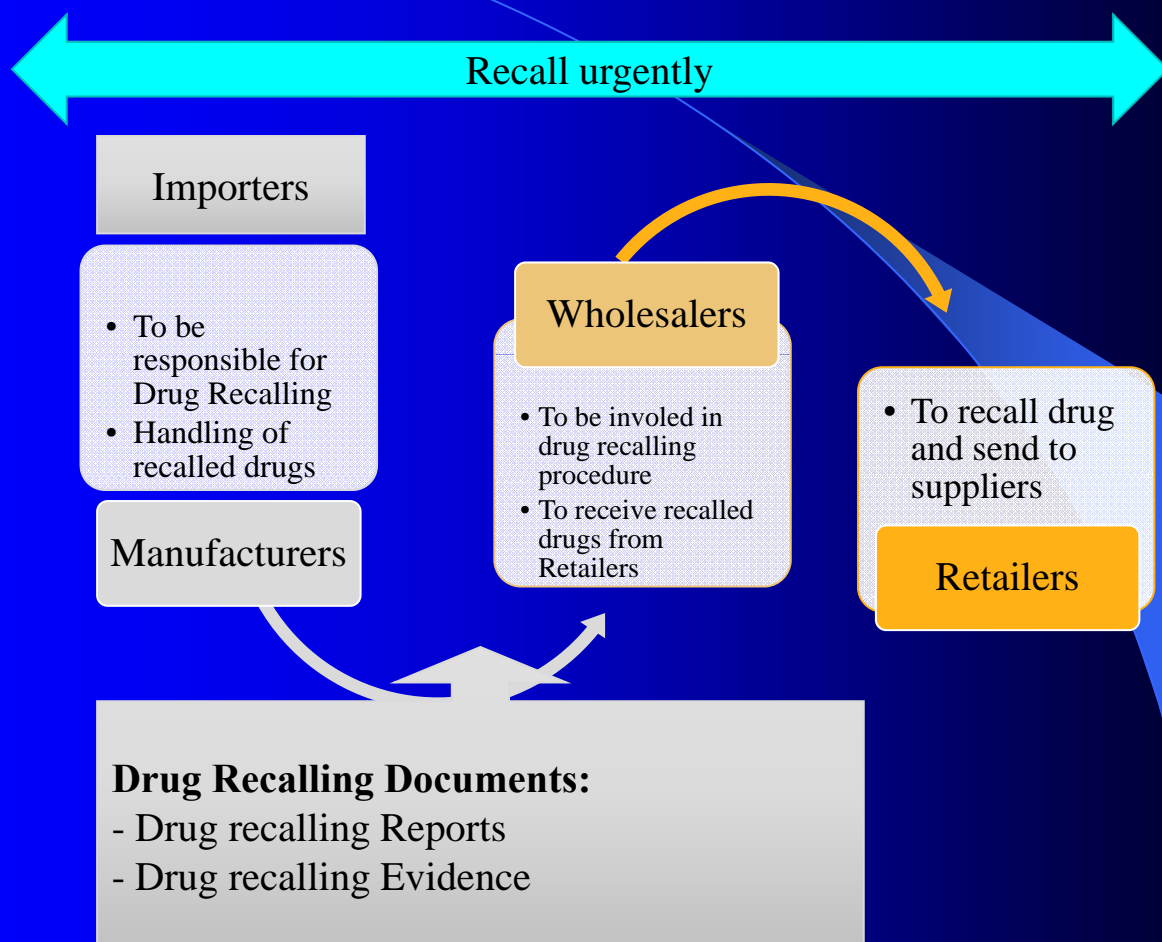 Recall urgently
Importers
• To be
responsible for
Drug Recalling
• Handling of
recalled drugs
Manufacturers
Wholesalers
• To be involed in
drug recalling
procedure
• To receive recalled
drugs from
Retailers
• To recall drug
and send to
suppliers
Retailers
Drug Recalling Documents:
- Drug recalling Reports
- Drug recalling Evidence